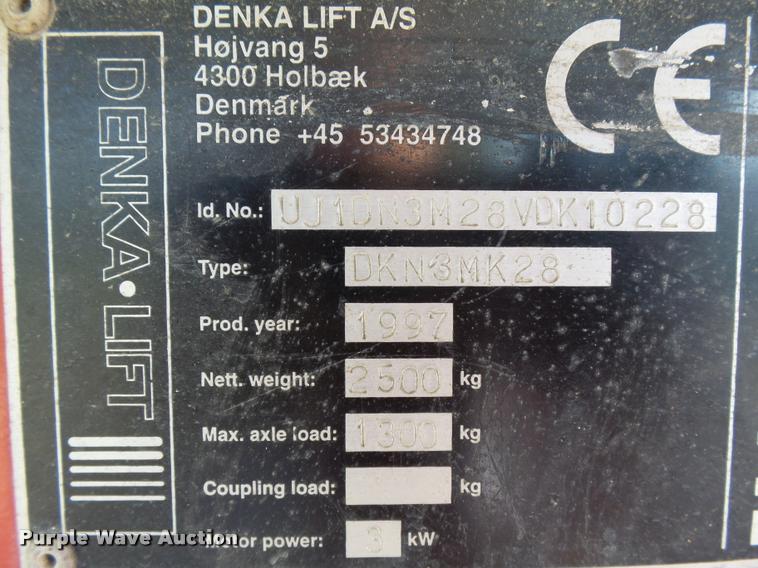 DENKA LIFT A/S
Højvang 5
4300 Holbæk
Denmark
Phone +45 53434748
CE
DENKA·LIFT
Id. No.: UJ1DN3M28VDK10228
Type: DKN3MK28
Prod. year: 1997
Nett. weight: 2500 kg
Max. axle load: 1300 kg
Coupling load: kg
Motor power: 3 kW
Purple Wave Auction